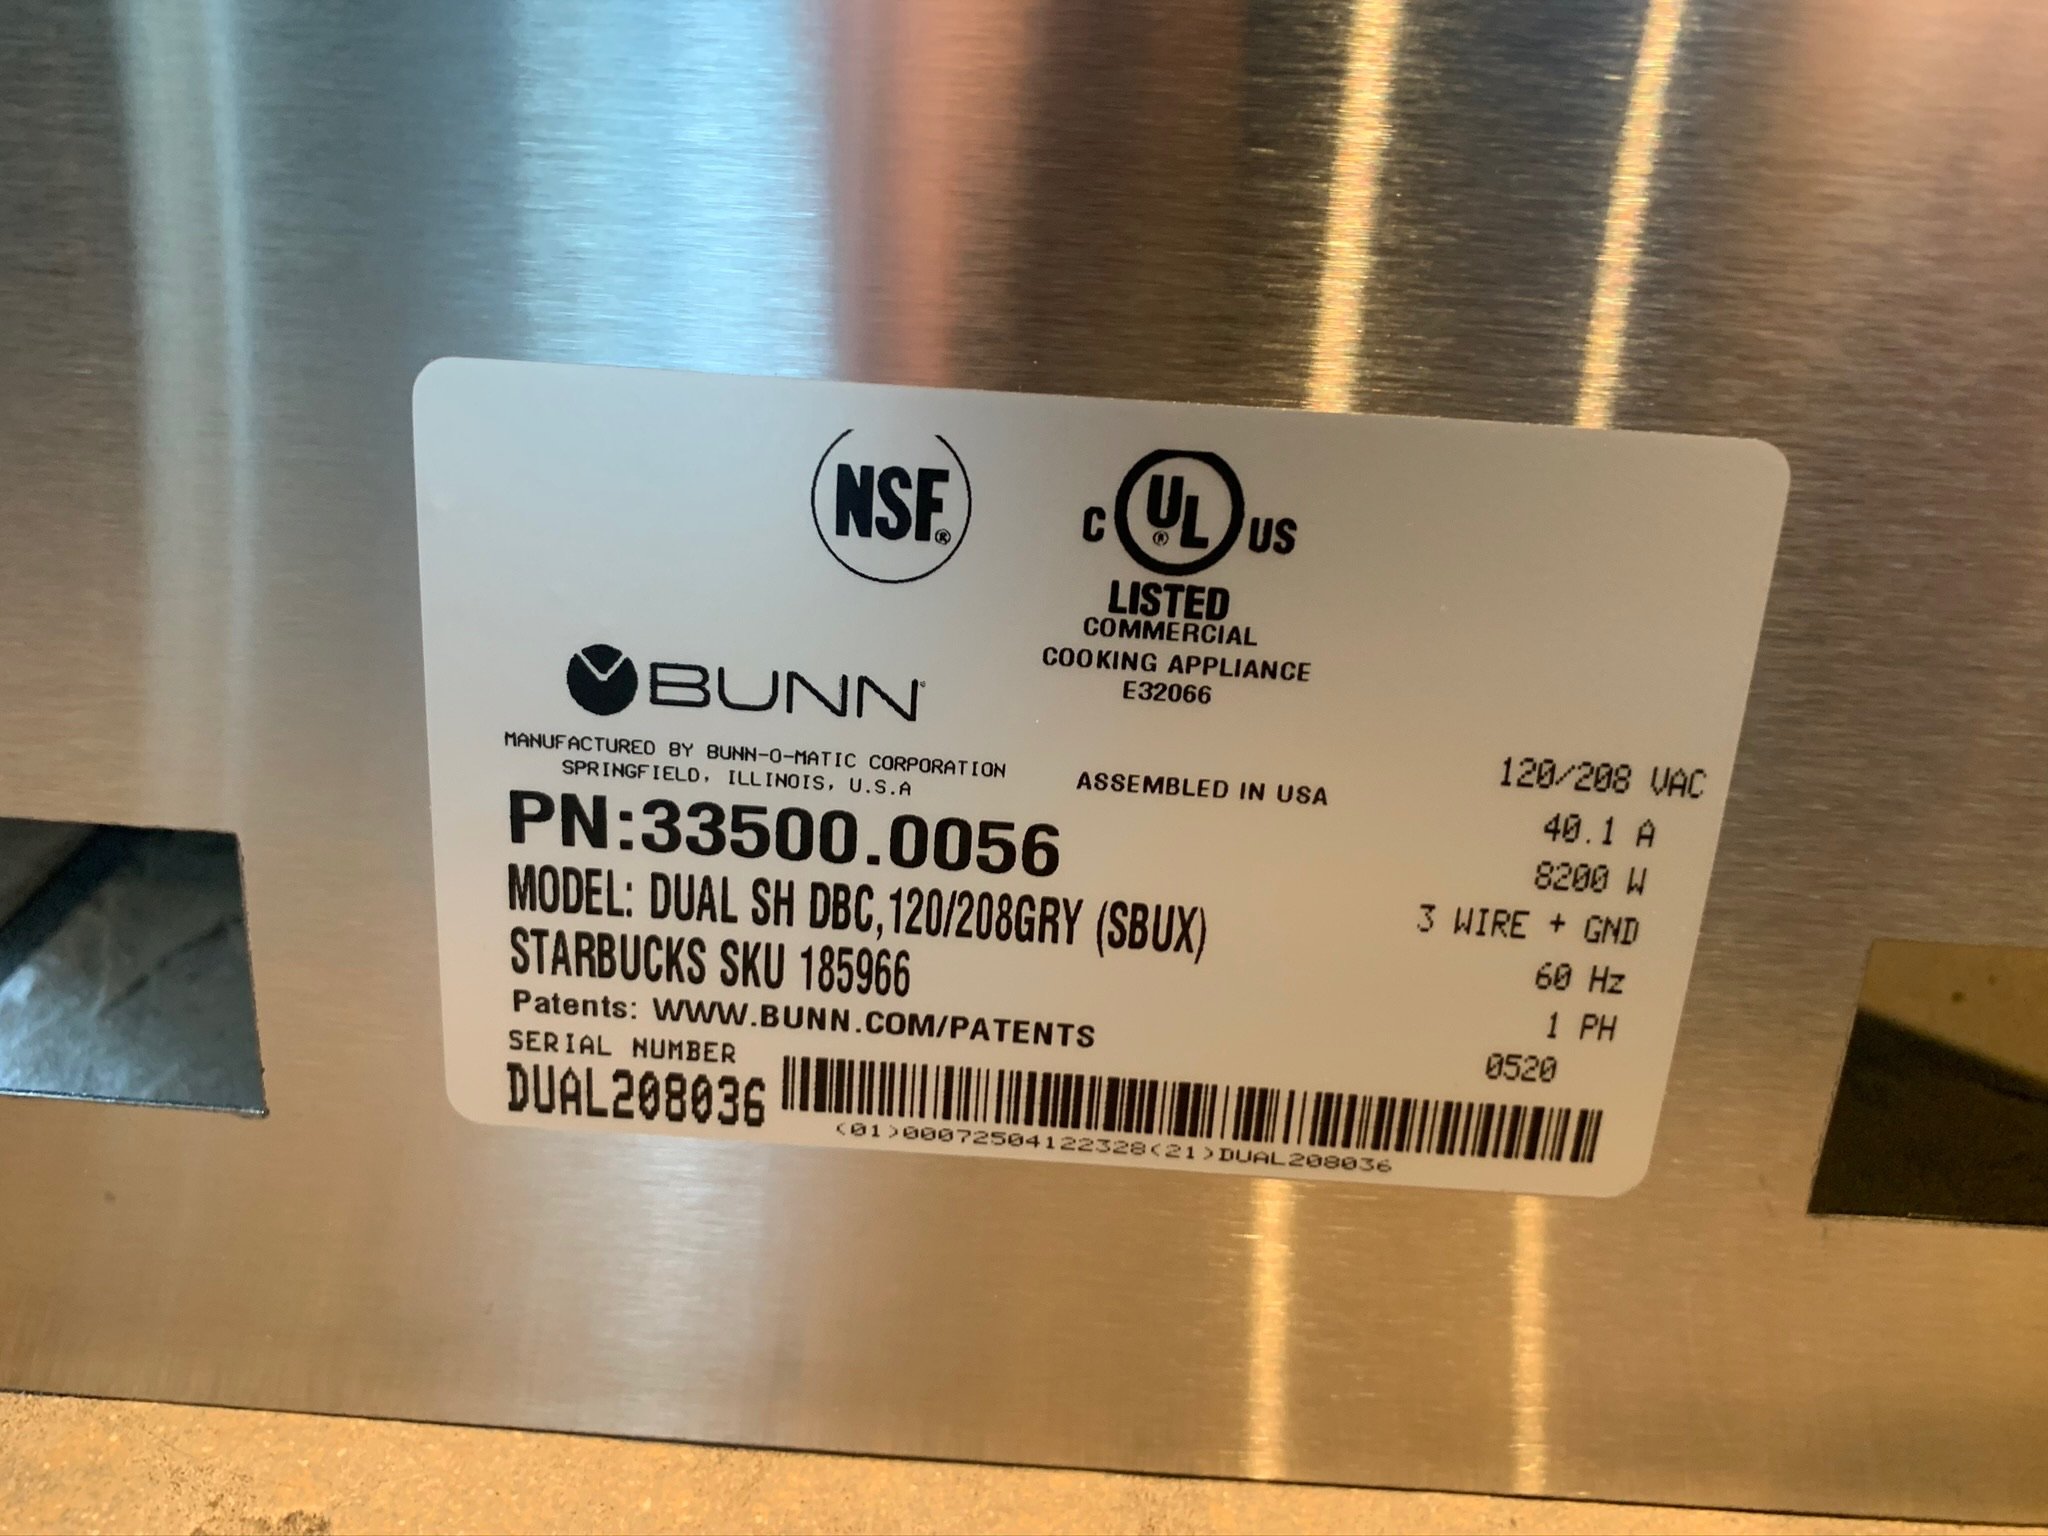 NSF®
C UL® US
LISTED
COMMERCIAL
COOKING APPLIANCE
E32066
BUNN®
MANUFACTURED BY BUNN-O-MATIC CORPORATION
SPRINGFIELD, ILLINOIS, U.S.A
ASSEMBLED IN USA
PN:33500.0056
MODEL: DUAL SH DBC,120/208GRY (SBUX)
STARBUCKS SKU 185966
Patents: WWW.BUNN.COM/PATENTS
SERIAL NUMBER
DUAL208036
(01)00072504122328(21)DUAL208036
120/208 VAC
40.1 A
8200 W
3 WIRE + GND
60 Hz
1 PH
0520